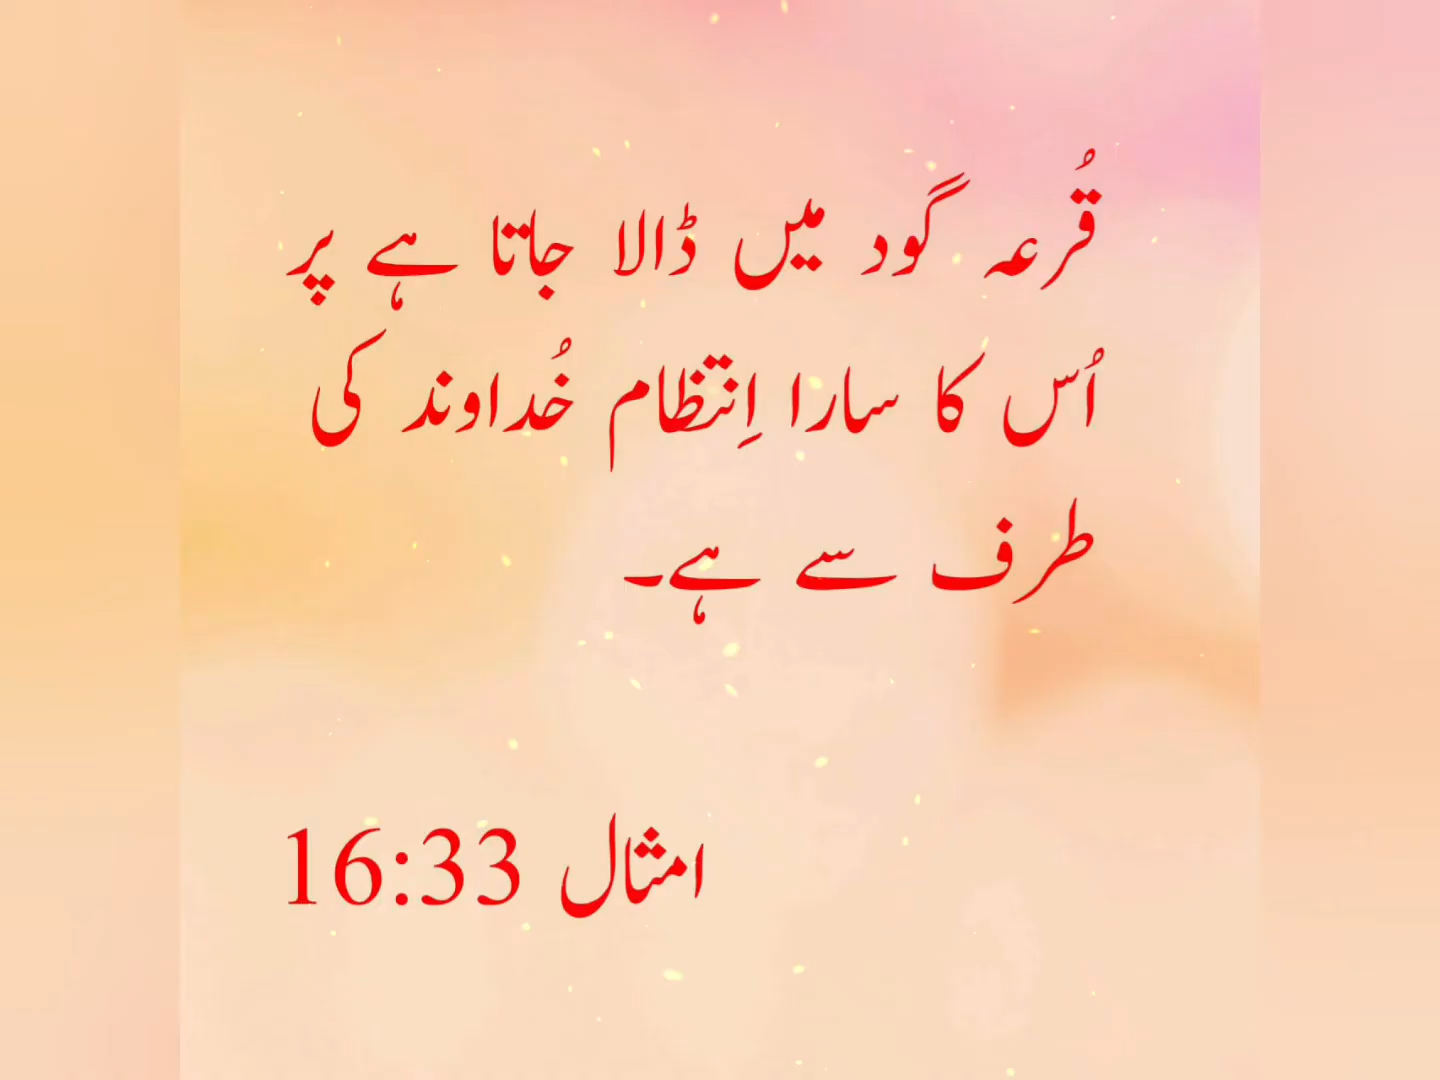 قُرعہ گود میں ڈالا جاتا ہے پر
اُس کا سارا اِنتظام خُداوند کی
طرف سے ہے۔
امثال 16:33